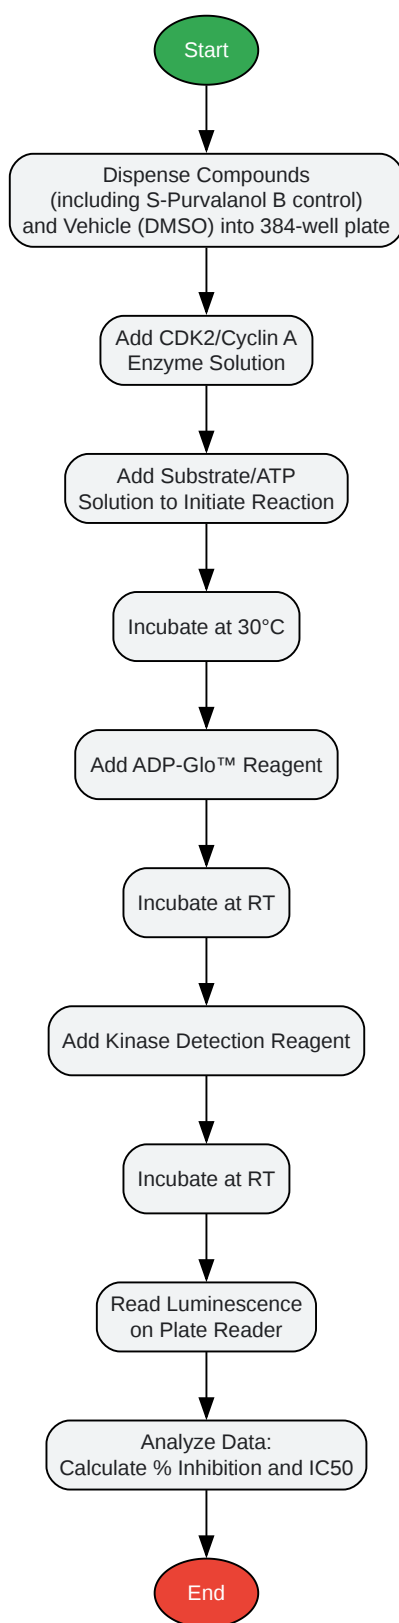 Start
Dispense Compounds
(including S-Purvalanol B control)
and Vehicle (DMSO) into 384-well plate
Add CDK2/Cyclin A
Enzyme Solution
Add Substrate/ATP
Solution to Initiate Reaction
Incubate at 30°C
Add ADP-Glo™ Reagent
Incubate at RT
Add Kinase Detection Reagent
Incubate at RT
Read Luminescence
on Plate Reader
Analyze Data:
Calculate % Inhibition and IC50
End